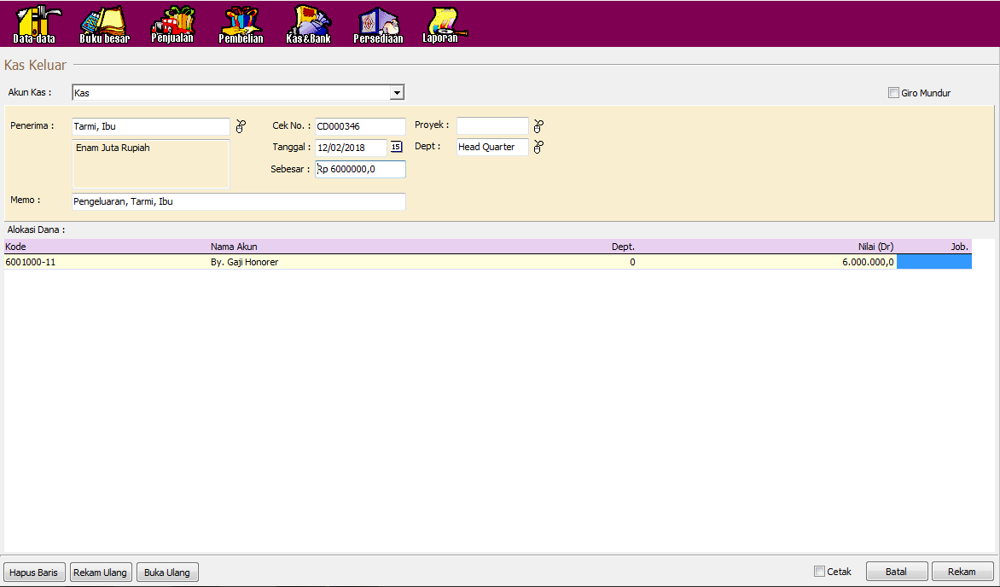 Data-data Buku besar Penjualan Pembelian Kas&Bank Persediaan Laporan
Kas Keluar
Akun Kas : Kas Giro Mundur
Penerima : Tarmi, Ibu Cek No. : CD000346 Proyek :
Enam Juta Rupiah Tanggal : 12/02/2018 15 Dept : Head Quarter
Sebesar : Rp 6000000,0
Memo : Pengeluaran, Tarmi, Ibu
Alokasi Dana :
Kode Nama Akun Dept. Nilai (Dr) Job.
6001000-11 By. Gaji Honorer 0 6.000.000,0
Hapus Baris Rekam Ulang Buka Ulang Cetak Batal Rekam